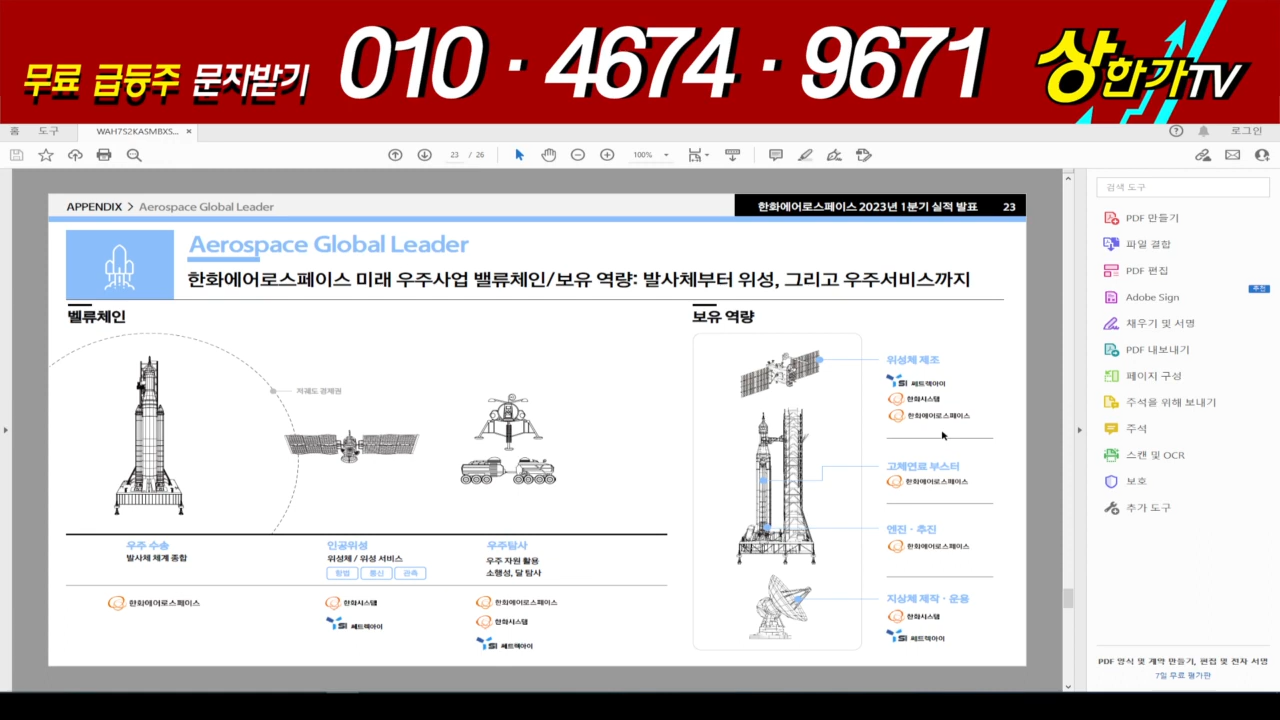 무료 급등주 문자받기 010·4674·9671 상한가TV
홈 도구 WAH7S2KASMBXS... × 로그인
23 / 26 100%
APPENDIX > Aerospace Global Leader
한화에어로스페이스 2023년 1분기 실적 발표 23
Aerospace Global Leader
한화에어로스페이스 미래 우주사업 밸류체인/보유 역량: 발사체부터 위성, 그리고 우주서비스까지
벨류체인
저궤도 경제권
우주 수송
발사체 체계 종합
한화에어로스페이스
인공위성
위성체 / 위성 서비스
항법 통신 관측
한화시스템
SI 쎄트렉아이
우주탐사
우주 자원 활용
소행성, 달 탐사
한화에어로스페이스
한화시스템
SI 쎄트렉아이
보유 역량
위성체 제조
SI 쎄트렉아이
한화시스템
한화에어로스페이스
고체연료 부스터
한화에어로스페이스
엔진 · 추진
한화에어로스페이스
지상체 제작 · 운용
한화시스템
SI 쎄트렉아이
검색 도구
PDF 만들기
파일 결합
PDF 편집
추천
Adobe Sign
채우기 및 서명
PDF 내보내기
페이지 구성
주석을 위해 보내기
주석
스캔 및 OCR
보호
추가 도구
PDF 양식 및 계약 만들기, 편집 및 전자 서명
7일 무료 평가판